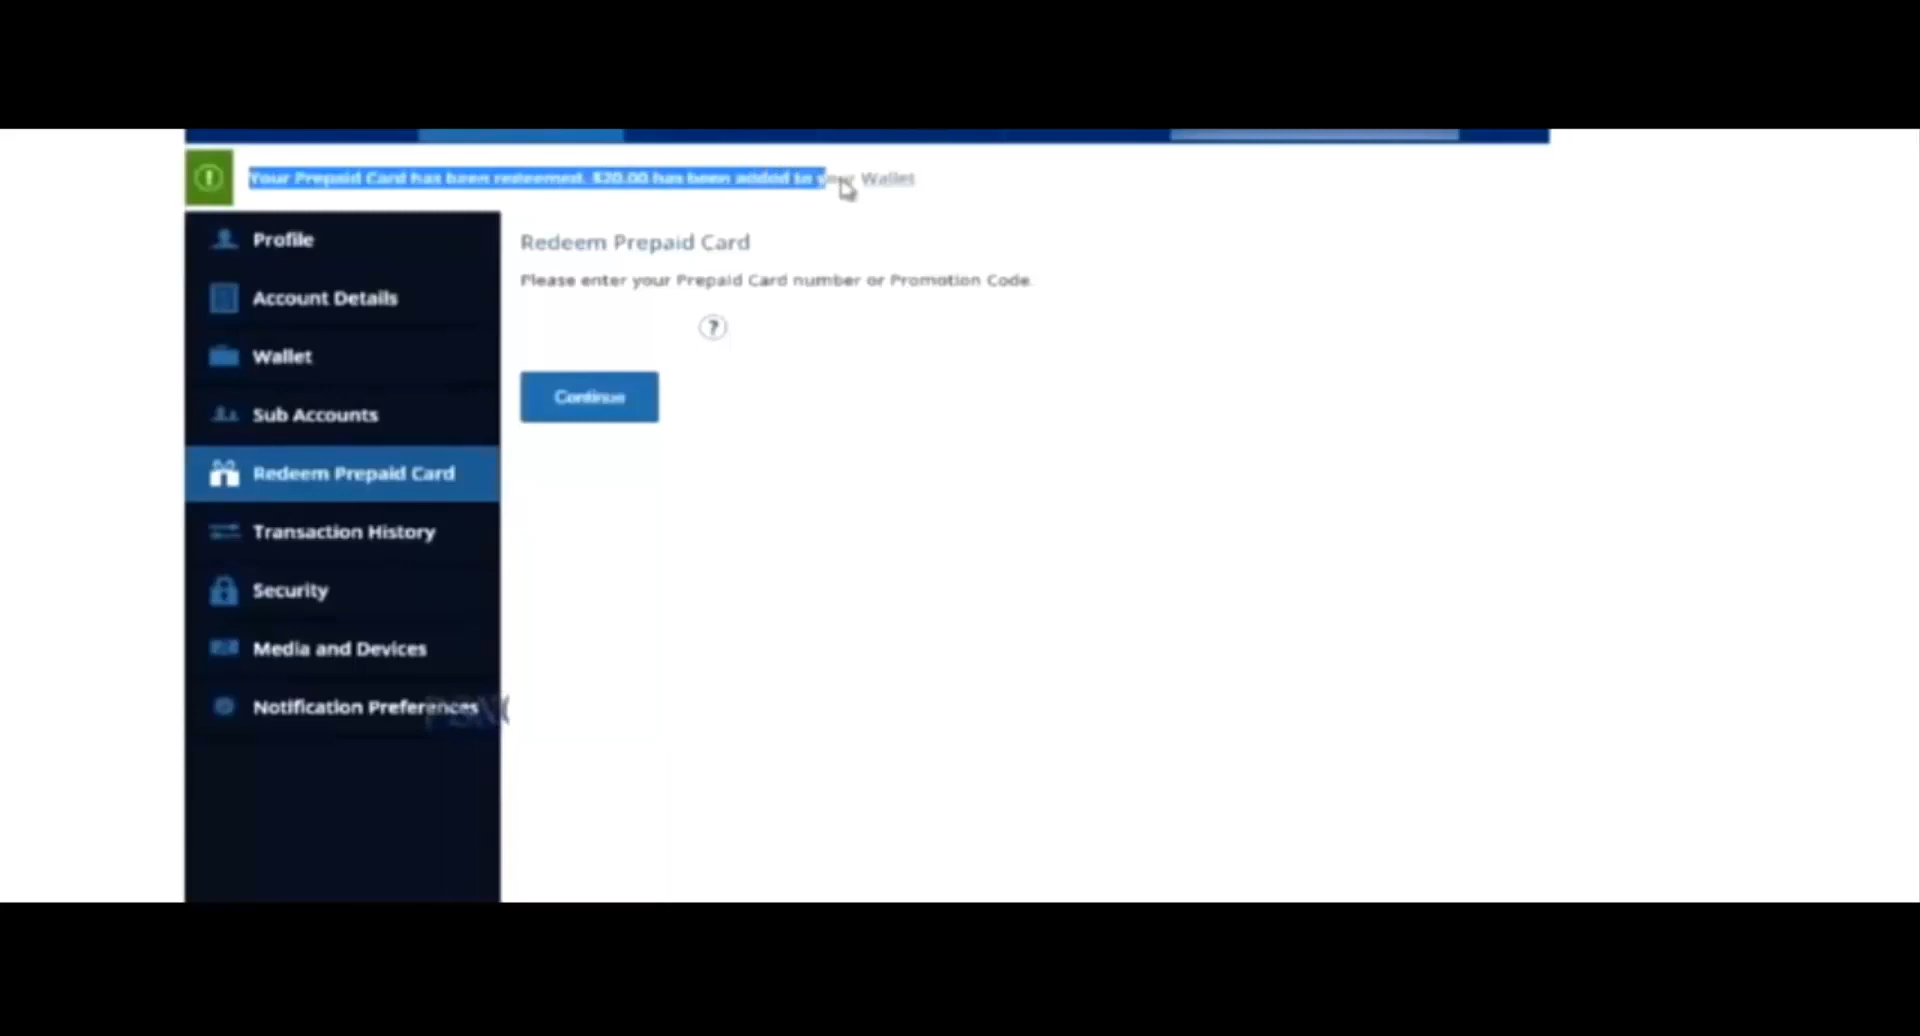 Your Prepaid Card has been redeemed. $20.00 has been added to your Wallet
Profile
Account Details
Wallet
Sub Accounts
Redeem Prepaid Card
Transaction History
Security
Media and Devices
Notification Preferences
Redeem Prepaid Card
Please enter your Prepaid Card number or Promotion Code.
?
Continue